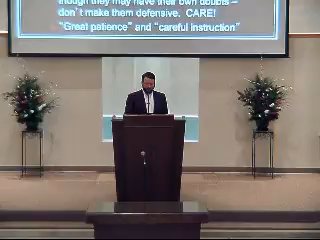 though they may have their own doubts –
don't make them defensive. CARE!
"Great patience" and "careful instruction"